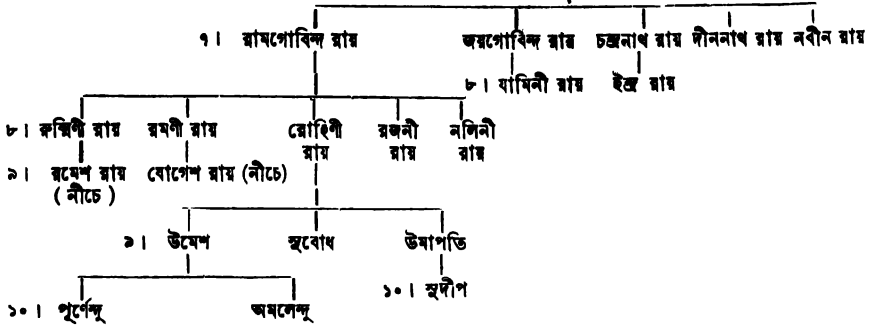 ৭। রামগোবিন্দ রায় জয়গোবিন্দ রায় চন্দ্রনাথ রায় দীননাথ রায় নবীন রায়
৮। যামিনী রায় ইন্দ্র রায়
৮। রুক্মিণী রায় রমণী রায় রোহিণী রায় রজনী রায় নলিনী রায়
৯। রমেশ রায় (নীচে) যোগেশ রায় (নীচে)
৯। উমেশ সুবোধ উমাপতি
১০। সুদীপ
১০। পূর্ণেন্দু অমলেন্দু